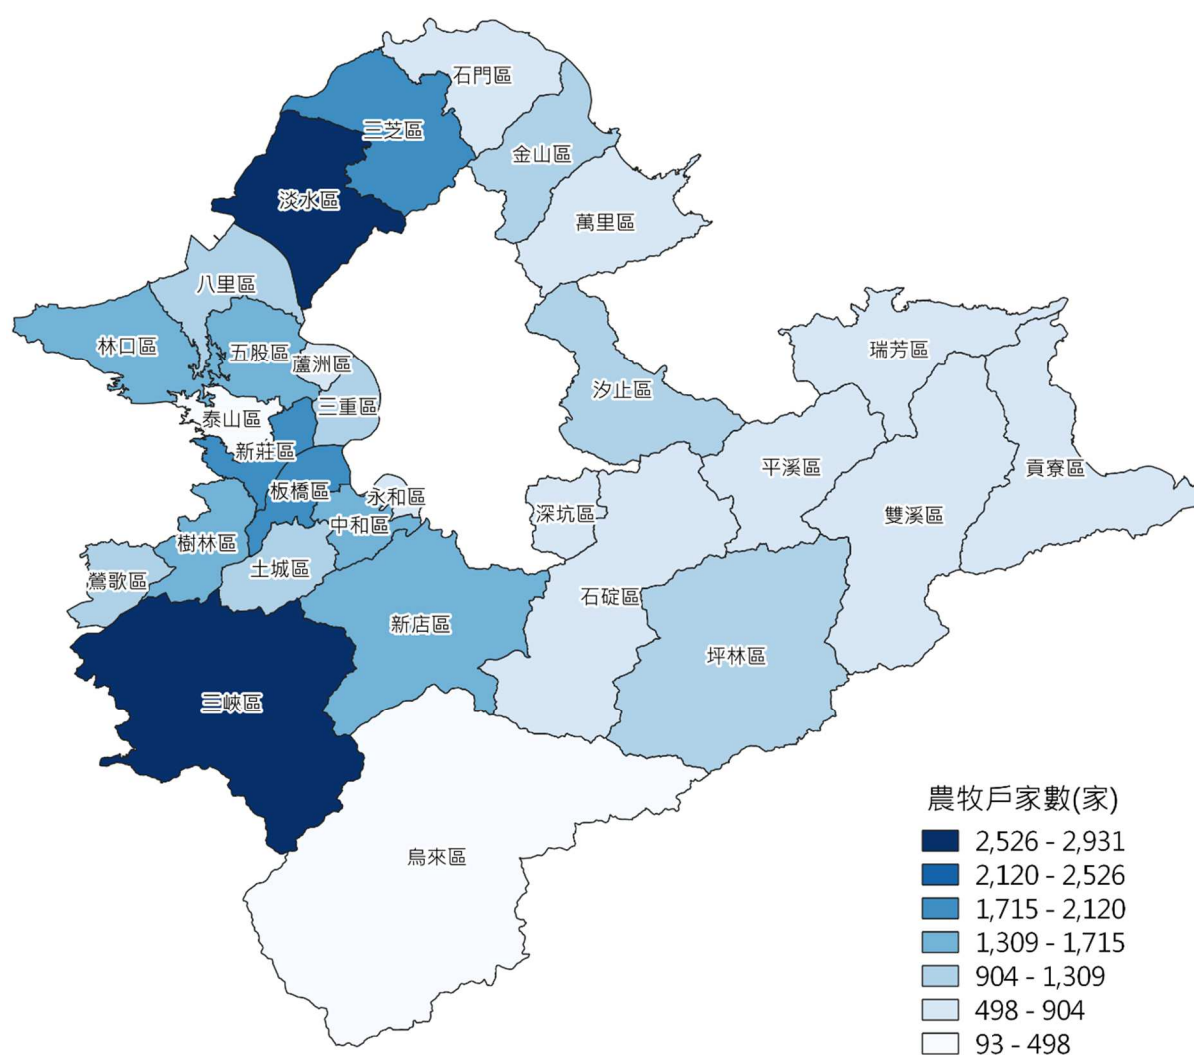 石門區
三芝區
金山區
淡水區
萬里區
八里區
林口區
五股區
瑞芳區
蘆洲區
汐止區
三重區
泰山區
新莊區
平溪區
貢寮區
板橋區
永和區
深坑區
雙溪區
中和區
樹林區
土城區
鶯歌區
石碇區
新店區
坪林區
三峽區
烏來區
農牧戶家數(家)
2,526 - 2,931
2,120 - 2,526
1,715 - 2,120
1,309 - 1,715
904 - 1,309
498 - 904
93 - 498